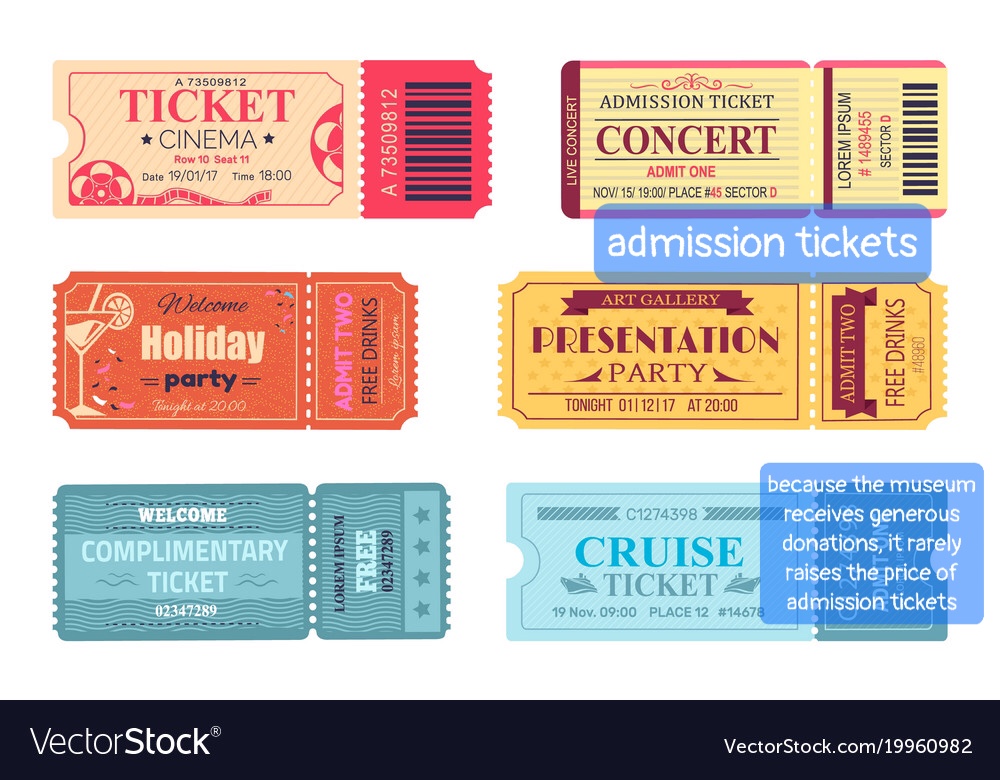 A 73509812
TICKET
★ CINEMA ★
Row 10 Seat 11
Date 19/01/17 Time 18:00
A 73509812
LIVE CONCERT
ADMISSION TICKET
CONCERT
ADMIT ONE
NOV/ 15/ 19:00/ PLACE #45 SECTOR D
LOREM IPSUM
# 1489455
SECTOR D
admission tickets
Welcome
Holiday
party
Tonight at 20.00
ADMIT TWO
FREE DRINKS
Lorem ipsum
ART GALLERY
PRESENTATION
PARTY
TONIGHT 01|12|17 AT 20:00
ADMIT TWO
FREE DRINKS
#48960
WELCOME
COMPLIMENTARY
TICKET
02347289
LOREM IPSUM
FREE
02347289
C1274398
CRUISE
TICKET
19 Nov. 09:00 PLACE 12 #14678
because the museum
receives generous
donations, it rarely
raises the price of
admission tickets
VectorStock®
VectorStock.com/19960982